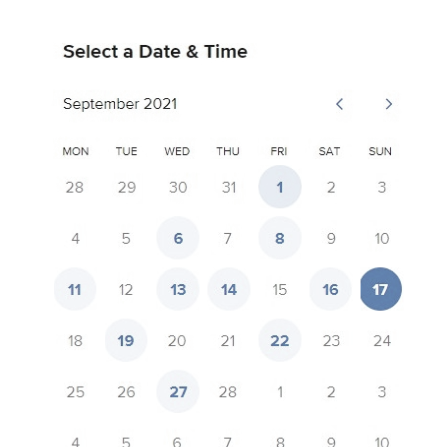 Select a Date & Time
September 2021
MON TUE WED THU FRI SAT SUN
28 29 30 31 1 2 3
4 5 6 7 8 9 10
11 12 13 14 15 16 17
18 19 20 21 22 23 24
25 26 27 28 1 2 3
4 5 6 7 8 9 10